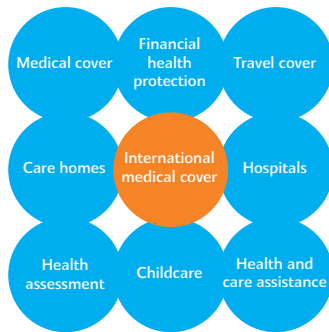 Medical cover
Financial
health
protection
Travel cover
Care homes
International
medical cover
Hospitals
Health
assessment
Childcare
Health and
care assistance